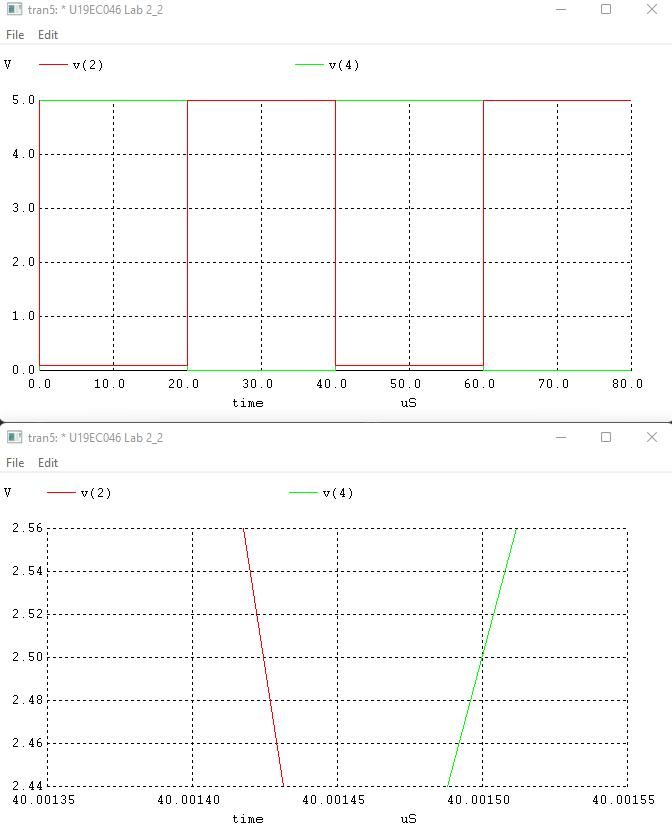 tran5: * U19EC046 Lab 2_2
File Edit
V v(2) v(4)
5.0
4.0
3.0
2.0
1.0
0.0
0.0 10.0 20.0 30.0 40.0 50.0 60.0 70.0 80.0
time uS
tran5: * U19EC046 Lab 2_2
File Edit
V v(2) v(4)
2.56
2.54
2.52
2.50
2.48
2.46
2.44
40.00135 40.00140 40.00145 40.00150 40.00155
time uS